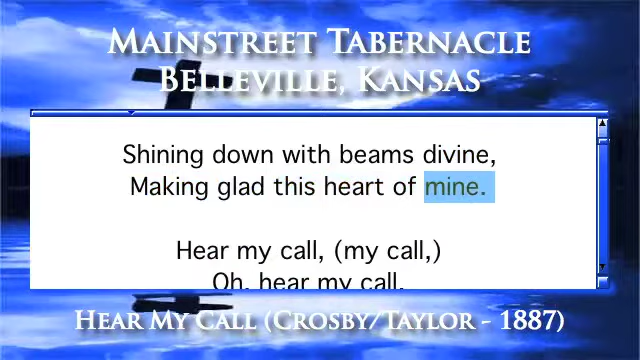 Mainstreet Tabernacle
Belleville, Kansas
Shining down with beams divine,
Making glad this heart of mine.
Hear my call, (my call,)
Oh, hear my call,
Hear My Call (Crosby/Taylor - 1887)